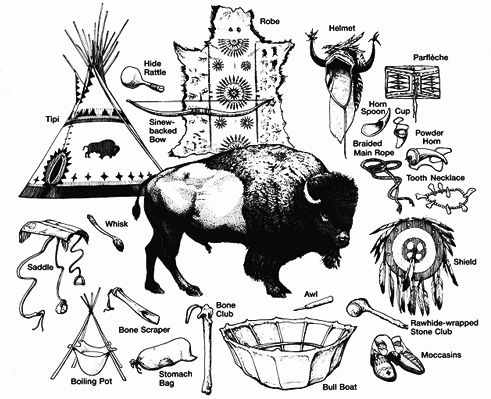 Robe
Helmet
Hide
Rattle
Parflèche
Horn
Spoon
Cup
Tipi
Sinew-
backed
Bow
Powder
Horn
Braided
Main Rope
Tooth Necklace
Whisk
Saddle
Shield
Awl
Bone
Club
Bone Scraper
Rawhide-wrapped
Stone Club
Moccasins
Boiling Pot
Stomach
Bag
Bull Boat